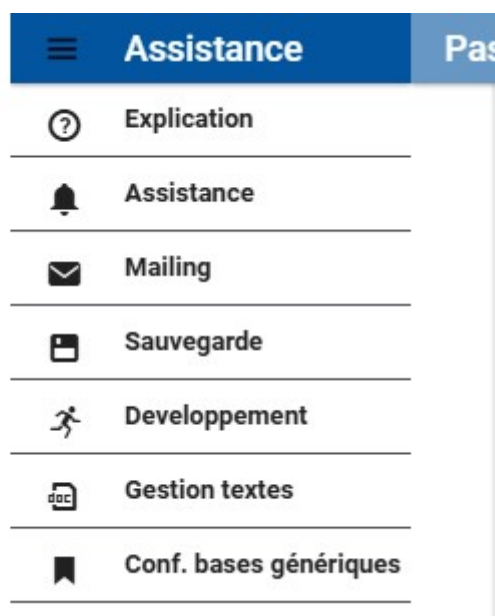 Assistance
Pas
Explication
Assistance
Mailing
Sauvegarde
Developpement
doc
Gestion textes
Conf. bases génériques